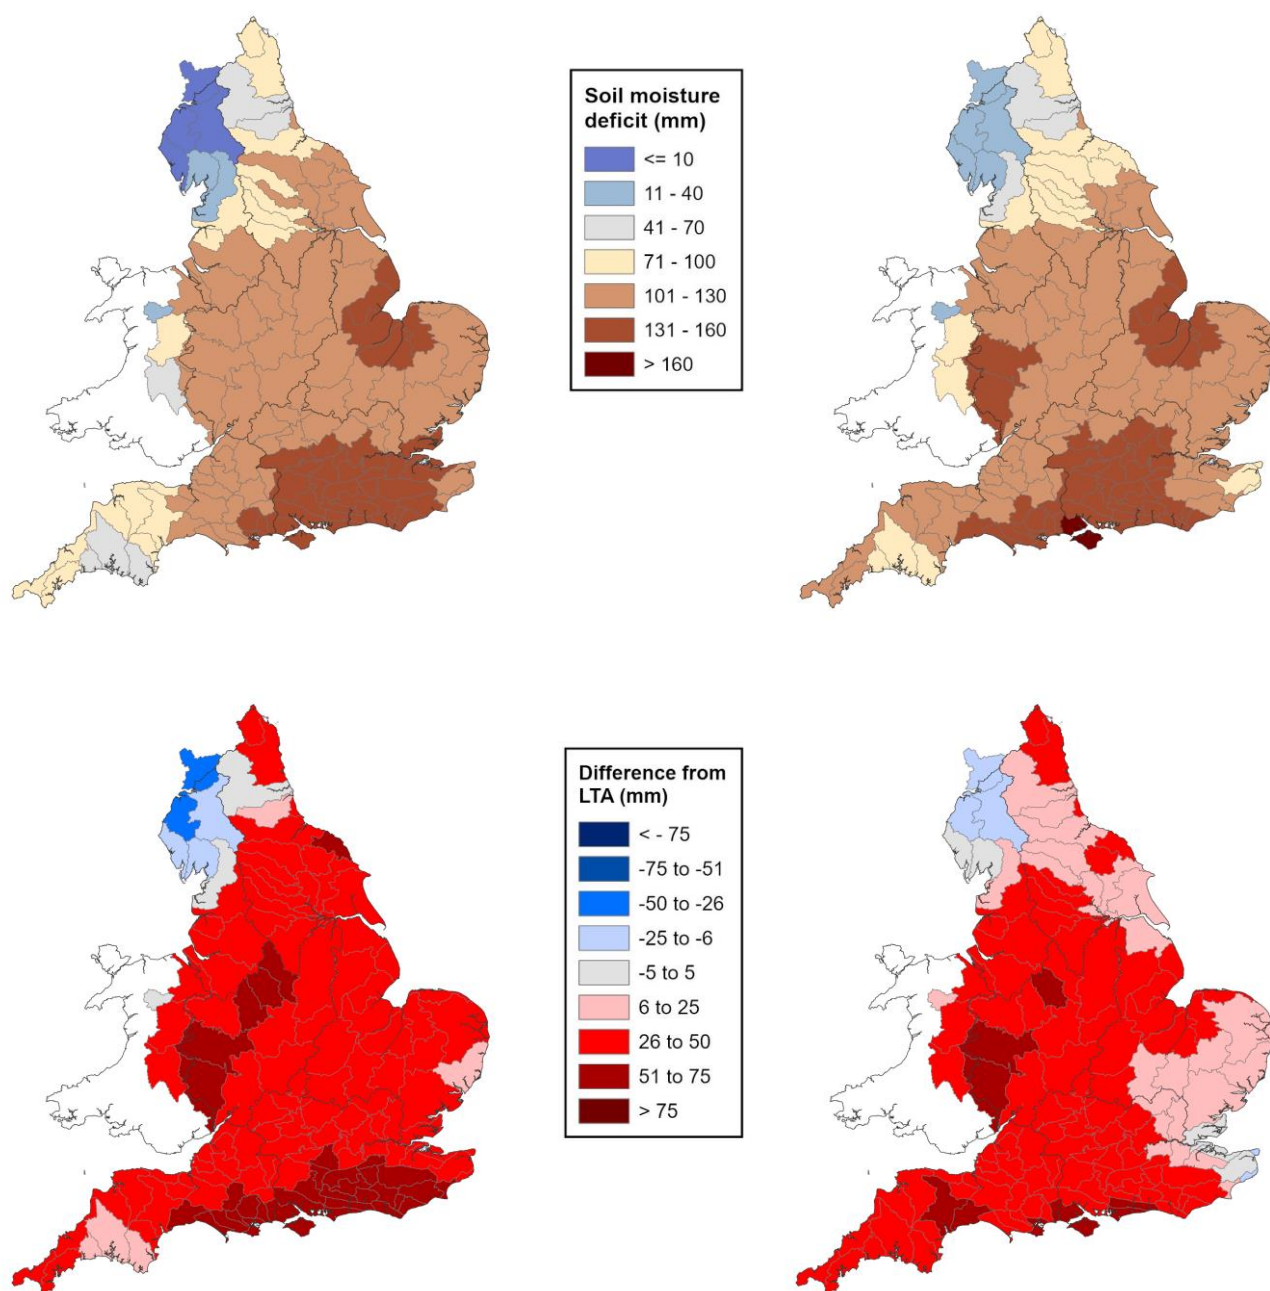 Soil moisture
deficit (mm)
<= 10
11 - 40
41 - 70
71 - 100
101 - 130
131 - 160
> 160
Difference from
LTA (mm)
< - 75
-75 to -51
-50 to -26
-25 to -6
-5 to 5
6 to 25
26 to 50
51 to 75
> 75